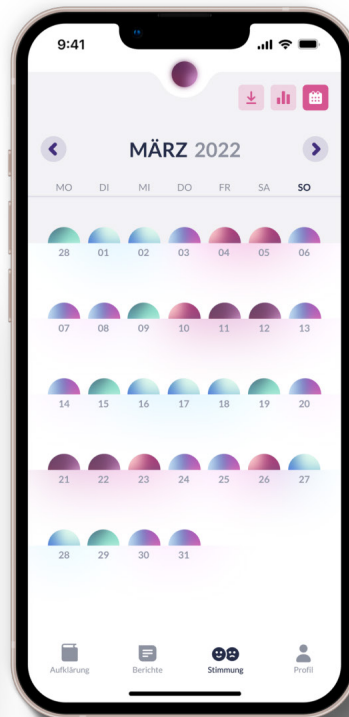 9:41
MÄRZ 2022
MO DI MI DO FR SA SO
28 01 02 03 04 05 06
07 08 09 10 11 12 13
14 15 16 17 18 19 20
21 22 23 24 25 26 27
28 29 30 31
Aufklärung Berichte Stimmung Profil